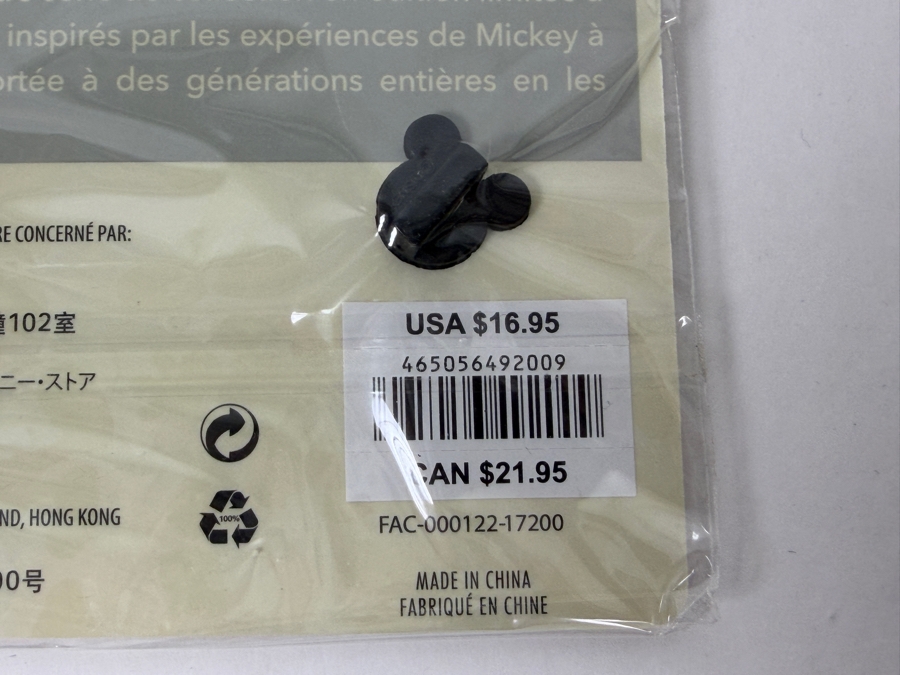 inspirés par les expériences de Mickey à
ortée à des générations entières en les
RE CONCERNÉ PAR:
102室
ニー・ストア
ND, HONG KONG
00号
100%
USA $16.95
465056492009
CAN $21.95
FAC-000122-17200
MADE IN CHINA
FABRIQUÉ EN CHINE